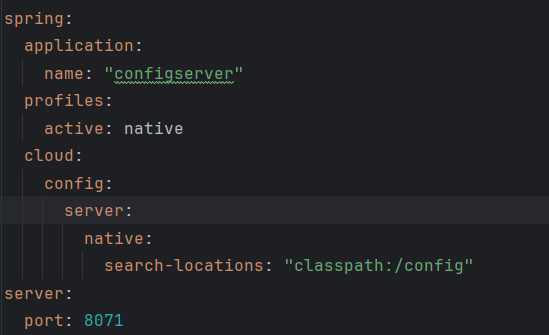 spring:
  application:
    name: "configserver"
  profiles:
    active: native
  cloud:
    config:
      server:
        native:
          search-locations: "classpath:/config"
server:
  port: 8071